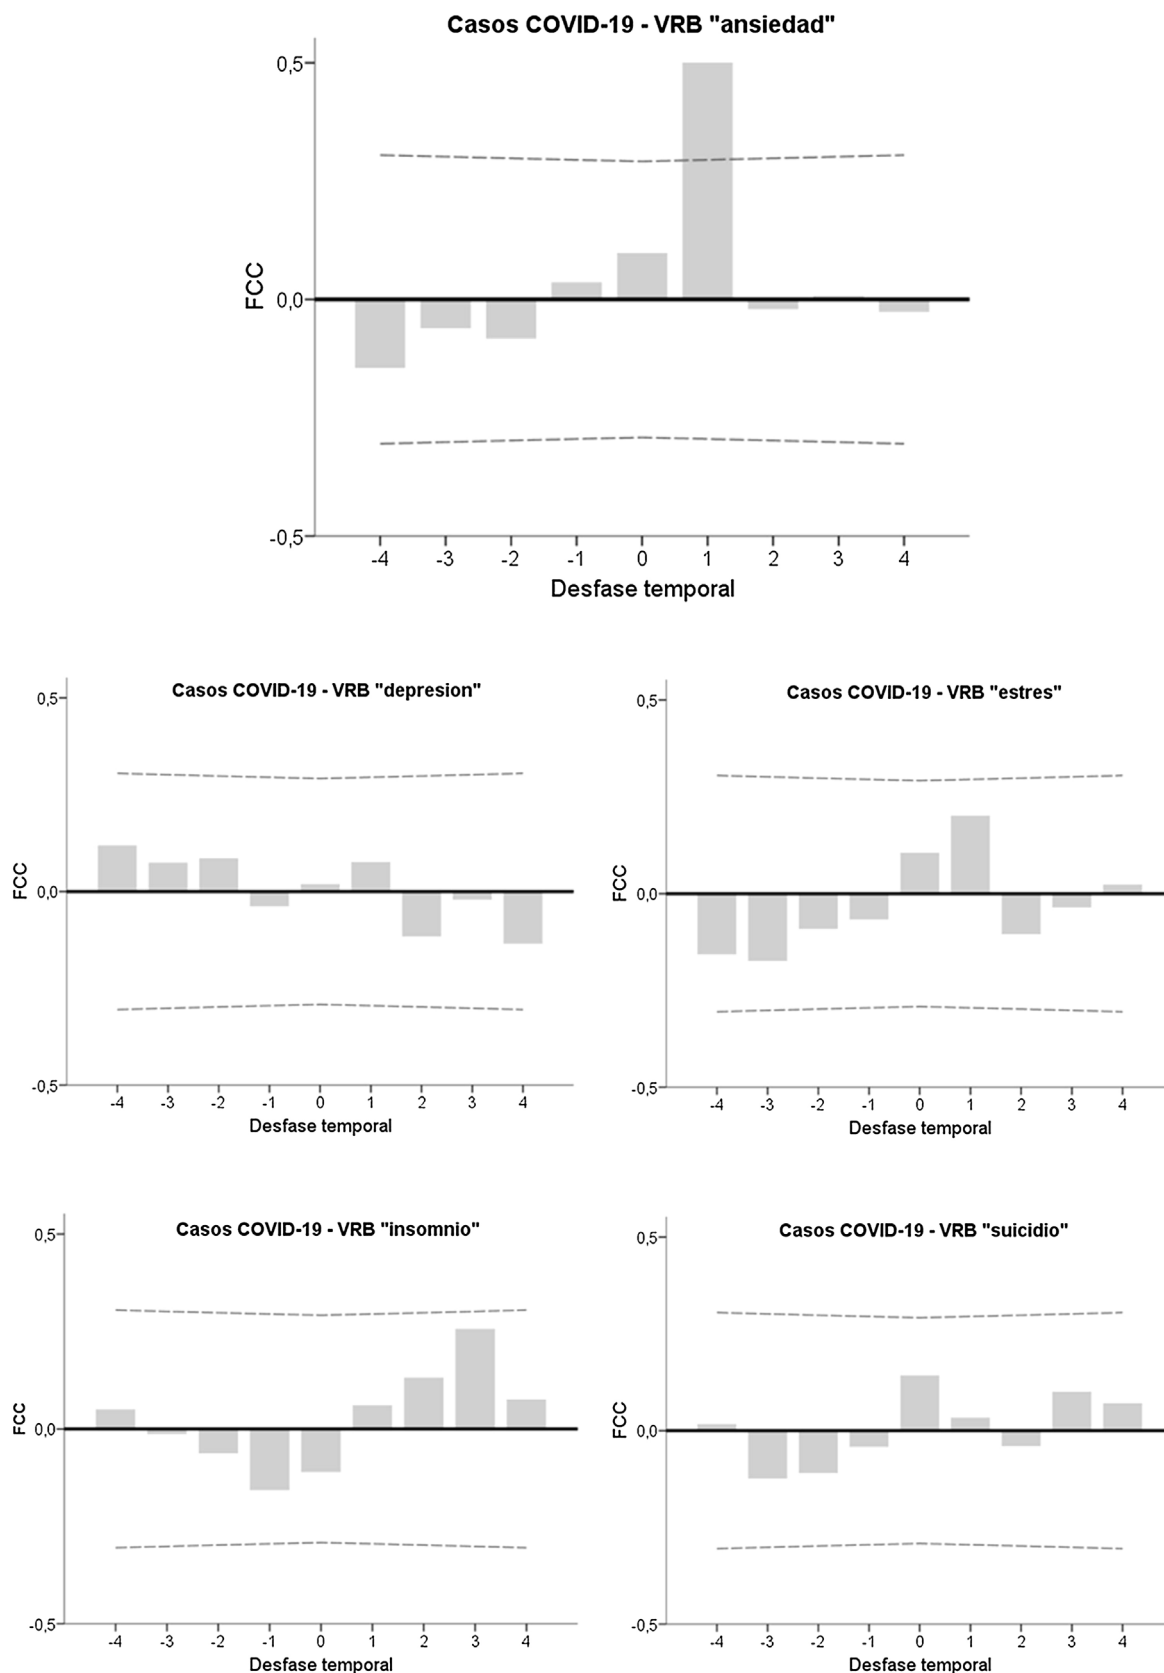 Casos COVID-19 - VRB "ansiedad"
0,5
FCC
0,0
-0,5
-4 -3 -2 -1 0 1 2 3 4
Desfase temporal
Casos COVID-19 - VRB "depresion"
0,5
FCC
0,0
-0,5
-4 -3 -2 -1 0 1 2 3 4
Desfase temporal
Casos COVID-19 - VRB "estres"
0,5
FCC
0,0
-0,5
-4 -3 -2 -1 0 1 2 3 4
Desfase temporal
Casos COVID-19 - VRB "insomnio"
0,5
FCC
0,0
-0,5
-4 -3 -2 -1 0 1 2 3 4
Desfase temporal
Casos COVID-19 - VRB "suicidio"
0,5
FCC
0,0
-0,5
-4 -3 -2 -1 0 1 2 3 4
Desfase temporal